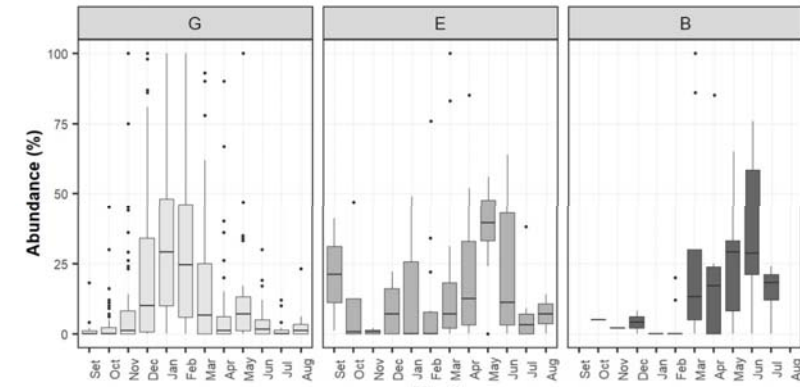 G E B
Abundance (%)
100
75
50
25
0
Set Oct Nov Dec Jan Feb Mar Apr May Jun Jul Aug Set Oct Nov Dec Jan Feb Mar Apr May Jun Jul Aug Set Oct Nov Dec Jan Feb Mar Apr May Jun Jul Aug